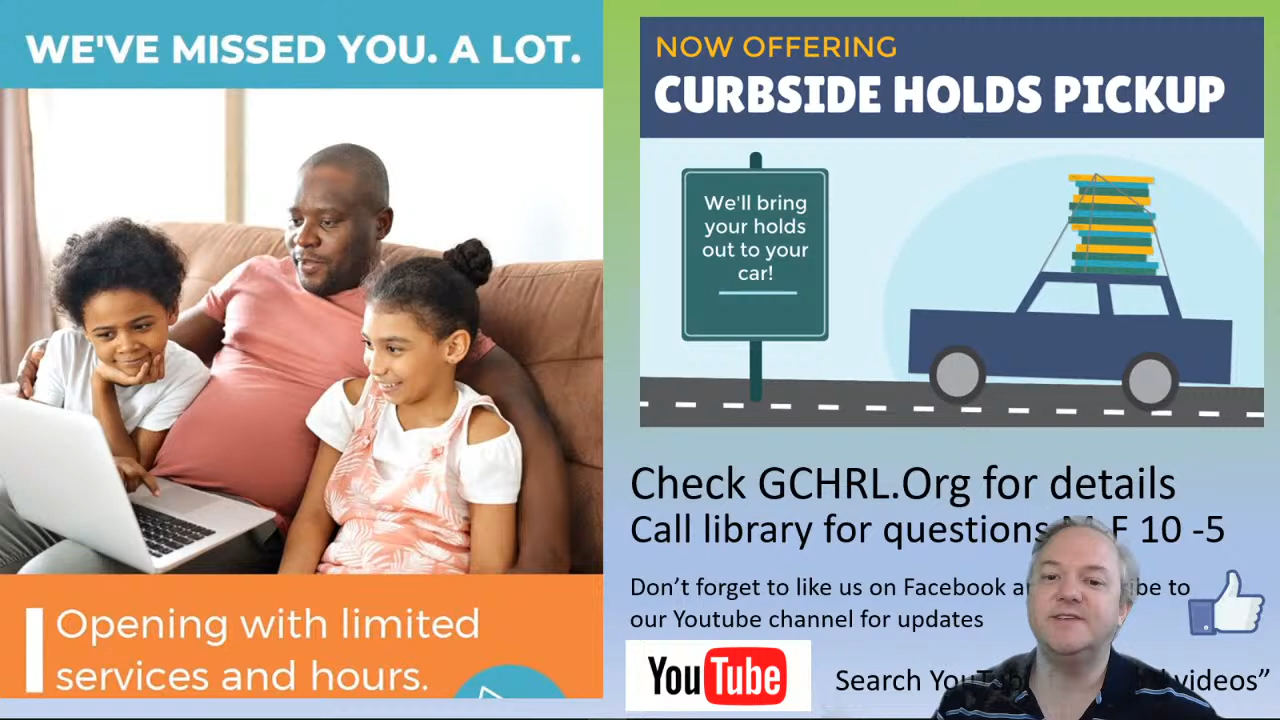 WE'VE MISSED YOU. A LOT.
Opening with limited
services and hours.
NOW OFFERING
CURBSIDE HOLDS PICKUP
We'll bring
your holds
out to your
car!
Check GCHRL.Org for details
Call library for questions F 10 -5
Don't forget to like us on Facebook to
our Youtube channel for updates
YouTube
Search videos”